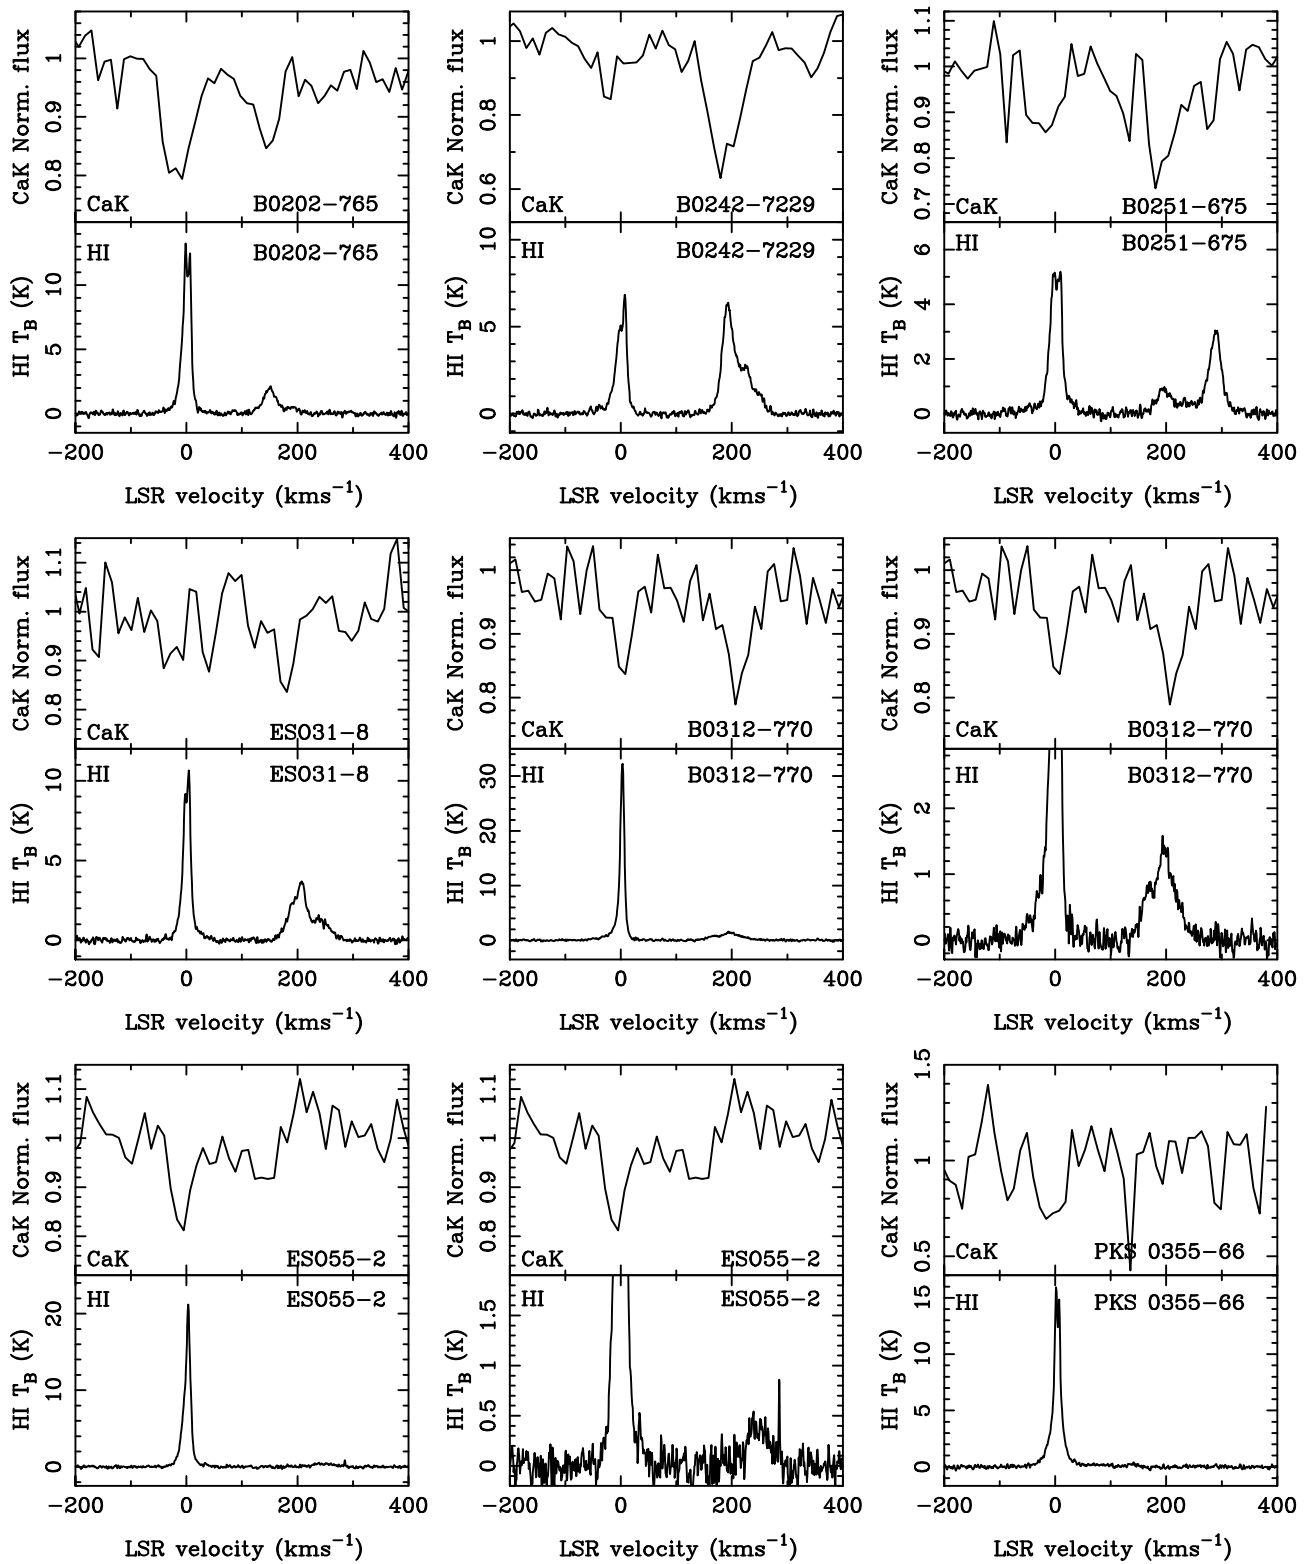 CaK Norm. flux
0.8 0.9 1
CaK B0202−765
HI T_B (K)
0 5 10
HI B0202−765
−200 0 200 400
LSR velocity (kms⁻¹)
CaK Norm. flux
0.6 0.8 1
CaK B0242−7229
HI T_B (K)
0 5 10
HI B0242−7229
−200 0 200 400
LSR velocity (kms⁻¹)
CaK Norm. flux
0.7 0.8 0.9 1 1.1
CaK B0251−675
HI T_B (K)
0 2 4 6
HI B0251−675
−200 0 200 400
LSR velocity (kms⁻¹)
CaK Norm. flux
0.8 0.9 1 1.1
CaK ESO31−8
HI T_B (K)
0 5 10
HI ESO31−8
−200 0 200 400
LSR velocity (kms⁻¹)
CaK Norm. flux
0.8 0.9 1
CaK B0312−770
HI T_B (K)
0 10 20 30
HI B0312−770
−200 0 200 400
LSR velocity (kms⁻¹)
CaK Norm. flux
0.8 0.9 1
CaK B0312−770
HI T_B (K)
0 1 2
HI B0312−770
−200 0 200 400
LSR velocity (kms⁻¹)
CaK Norm. flux
0.8 0.9 1 1.1
CaK ESO55−2
HI T_B (K)
0 10 20
HI ESO55−2
−200 0 200 400
LSR velocity (kms⁻¹)
CaK Norm. flux
0.8 0.9 1 1.1
CaK ESO55−2
HI T_B (K)
0 0.5 1 1.5
HI ESO55−2
−200 0 200 400
LSR velocity (kms⁻¹)
CaK Norm. flux
0.5 1 1.5
CaK PKS 0355−66
HI T_B (K)
0 5 10 15
HI PKS 0355−66
−200 0 200 400
LSR velocity (kms⁻¹)